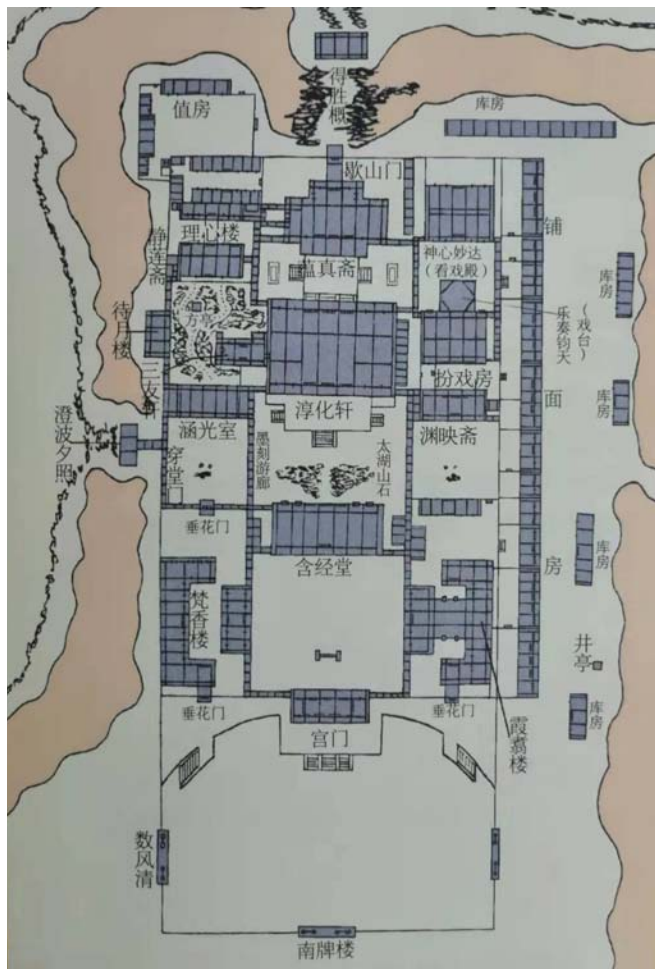 得胜概
库房
值房
歇山门
理心楼
静莲斋
蕴真斋
神心妙达
(看戏殿)
铺
库房
待月楼
方亭
乐奏钧天
(戏台)
三友轩
扮戏房
面
库房
淳化轩
涵光室
渊映斋
澄波夕照
穿堂门
墨刻游廊
太湖山石
垂花门
含经堂
库房
房
梵香楼
井亭
垂花门
垂花门
库房
霞翥楼
宫门
数风清
南牌楼